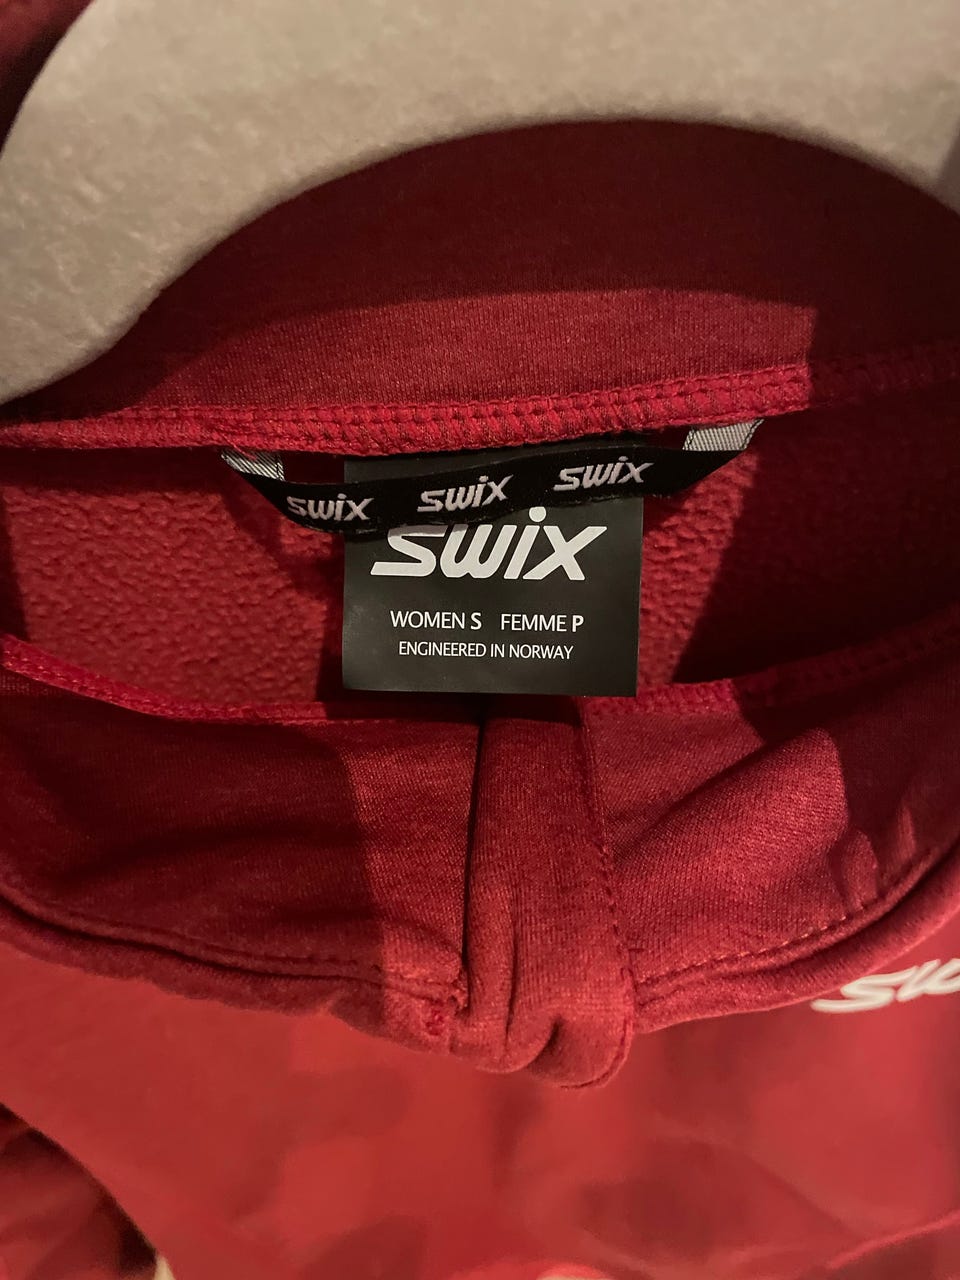 swix swix swix
swix
WOMEN S FEMME P
ENGINEERED IN NORWAY